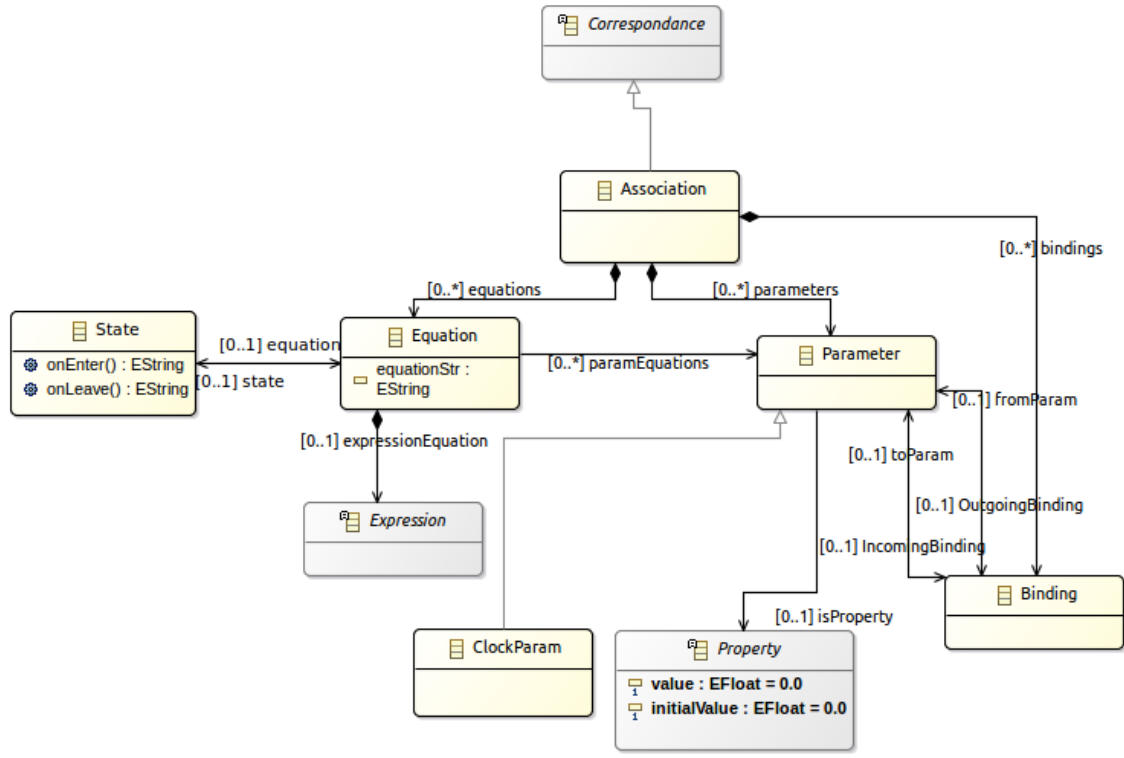 Correspondance
Association
[0..*] bindings
[0..*] equations
[0..*] parameters
State
onEnter() : EString
onLeave() : EString
[0..1] equation
[0..1] state
Equation
equationStr :
EString
[0..*] paramEquations
Parameter
[0..1] fromParam
[0..1] expressionEquation
[0..1] toParam
[0..1] OutgoingBinding
Expression
[0..1] IncomingBinding
Binding
[0..1] isProperty
ClockParam
Property
value : EFloat = 0.0
initialValue : EFloat = 0.0